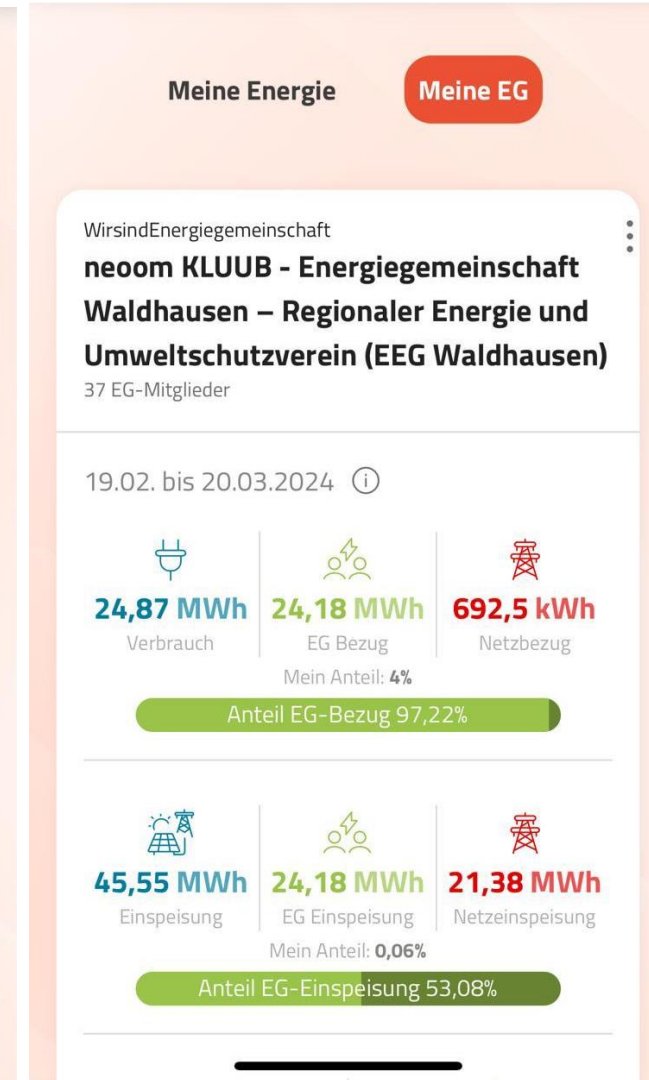 Meine Energie
Meine EG
WirsindEnergiegemeinschaft
neoom KLUUB - Energiegemeinschaft
Waldhausen – Regionaler Energie und
Umweltschutzverein (EEG Waldhausen)
37 EG-Mitglieder
19.02. bis 20.03.2024
24,87 MWh
Verbrauch
24,18 MWh
EG Bezug
692,5 kWh
Netzbezug
Mein Anteil: 4%
Anteil EG-Bezug 97,22%
45,55 MWh
Einspeisung
24,18 MWh
EG Einspeisung
21,38 MWh
Netzeinspeisung
Mein Anteil: 0,06%
Anteil EG-Einspeisung 53,08%